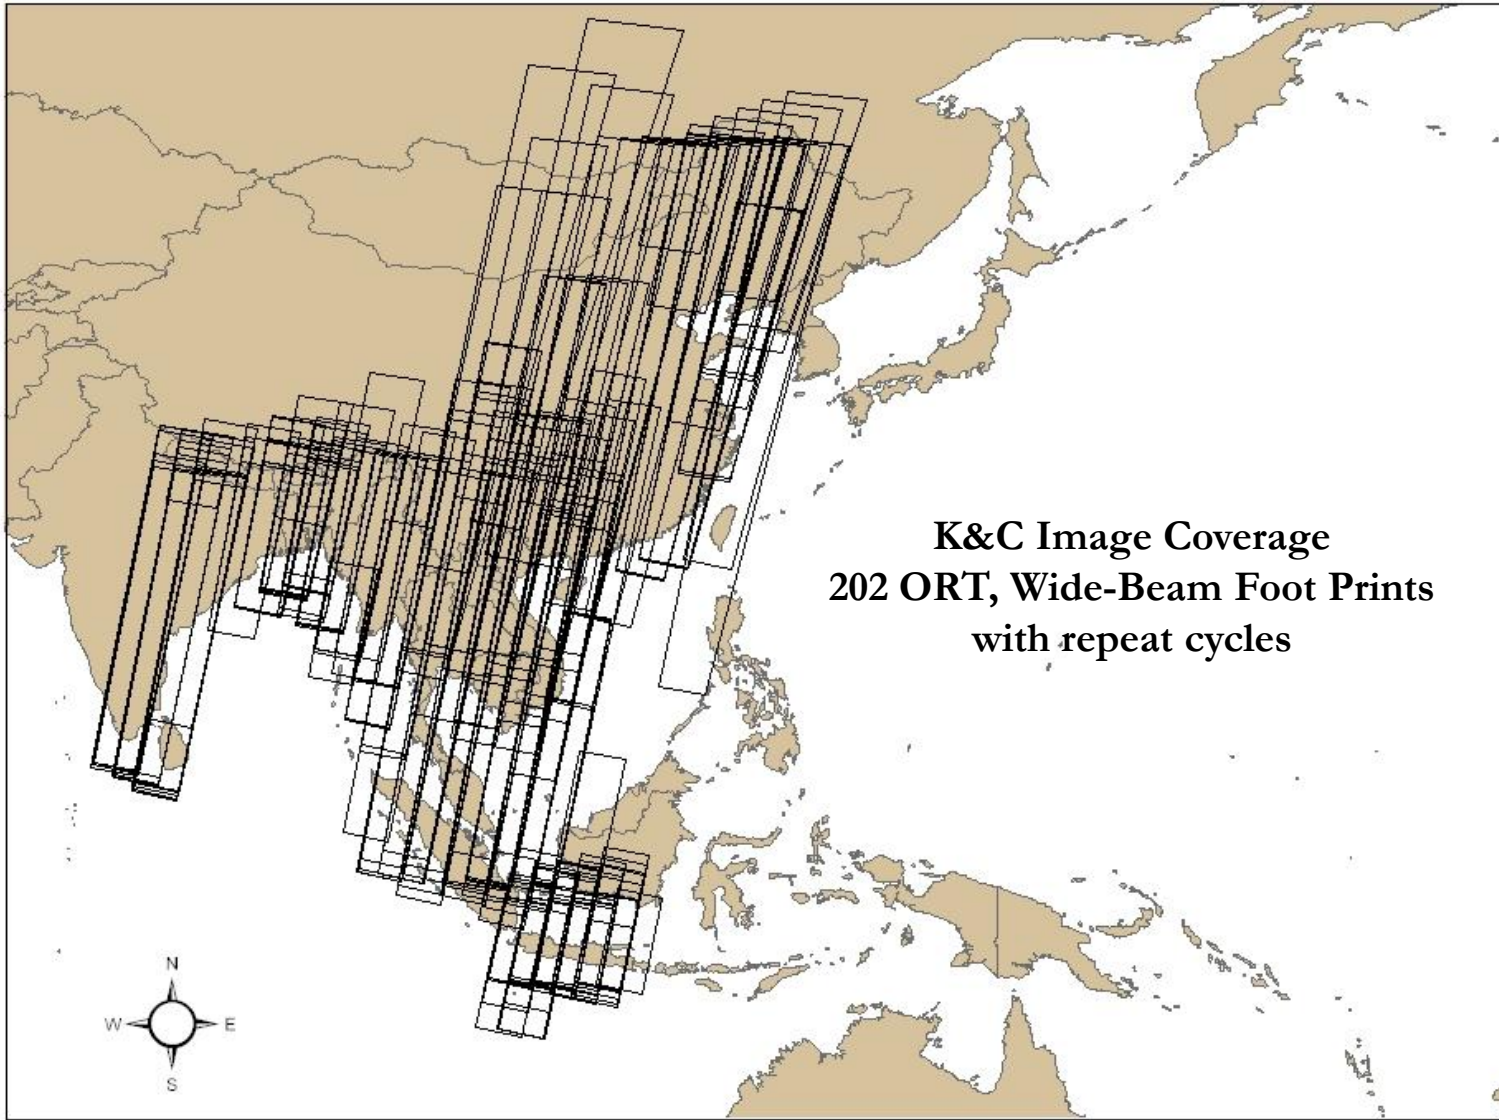 K&C Image Coverage
202 ORT, Wide-Beam Foot Prints
with repeat cycles
N
W E
S